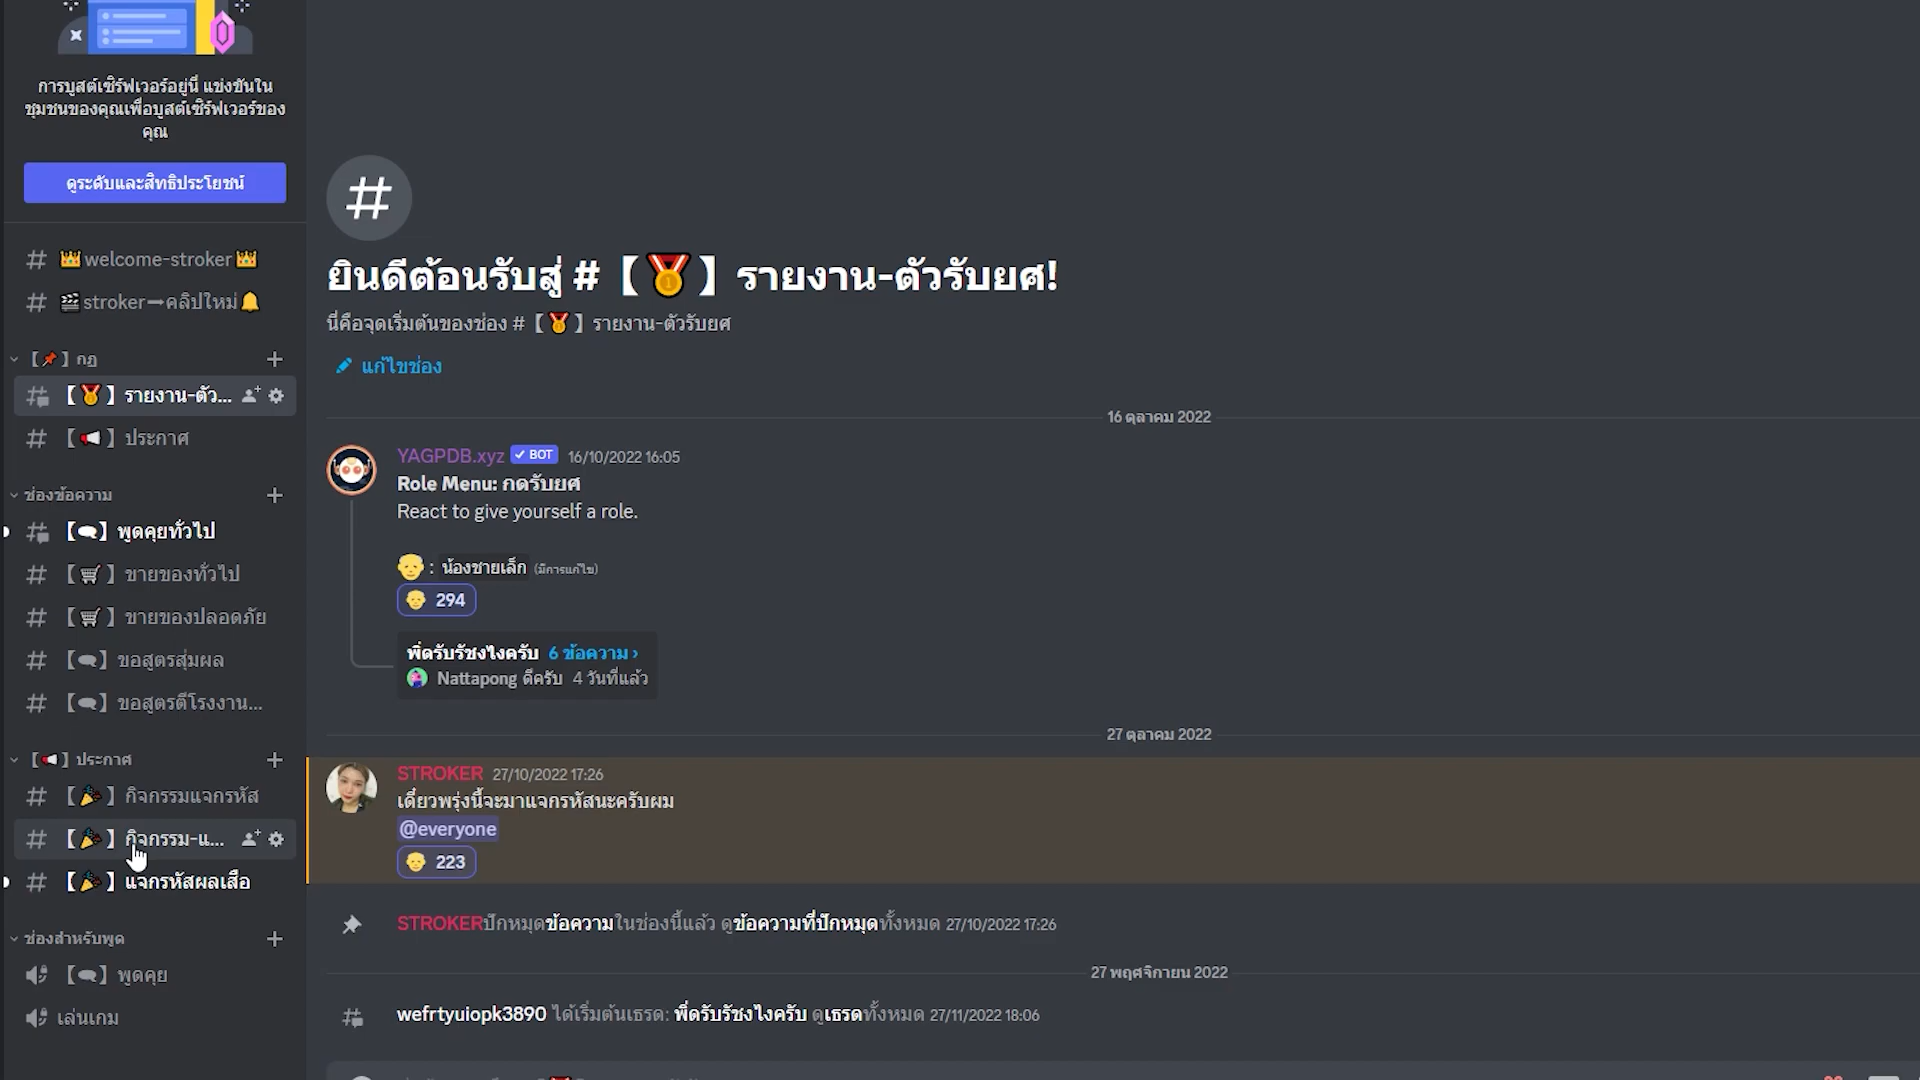 การบูสต์เซิร์ฟเวอร์อยู่นี่ แข่งขันใน
ชุมชนของคุณเพื่อบูสต์เซิร์ฟเวอร์ของ
คุณ
ดูระดับและสิทธิประโยชน์
# 👑welcome-stroker👑
# 🎬stroker➖คลิปใหม่🔔
【📌】กฎ
【🏅】รายงาน-ตัว...
# 【📢】ประกาศ
ช่องข้อความ
【🗨】พูดคุยทั่วไป
# 【🛒】ขายของทั่วไป
# 【🛒】ขายของปลอดภัย
# 【🗨】ขอสูตรสุ่มผล
# 【🗨】ขอสูตรตีโรงงาน...
【📢】ประกาศ
# 【🎉】กิจกรรมแจกรหัส
# 【🎉】กิจกรรม-แ...
# 【🎉】แจกรหัสผลเสือ
ช่องสำหรับพูด
【🗨】พูดคุย
เล่นเกม
ยินดีต้อนรับสู่ #【🏅】รายงาน-ตัวรับยศ!
นี่คือจุดเริ่มต้นของช่อง #【🏅】รายงาน-ตัวรับยศ
แก้ไขช่อง
16 ตุลาคม 2022
YAGPDB.xyz ✓ BOT 16/10/2022 16:05
Role Menu: กดรับยศ
React to give yourself a role.
👴 : น้องชายเล็ก (มีการแก้ไข)
👴 294
พี่ดรับรัชงไงครับ 6 ข้อความ ›
Nattapong ดีครับ 4 วันที่แล้ว
27 ตุลาคม 2022
STROKER 27/10/2022 17:26
เดี๋ยวพรุ่งนี้จะมาแจกรหัสนะครับผม
@everyone
👴 223
STROKERปักหมุดข้อความในช่องนี้แล้ว ดูข้อความที่ปักหมุดทั้งหมด 27/10/2022 17:26
27 พฤศจิกายน 2022
wefrtyuiopk3890 ได้เริ่มต้นเธรด: พี่ดรับรัชงไงครับ ดูเธรดทั้งหมด 27/11/2022 18:06